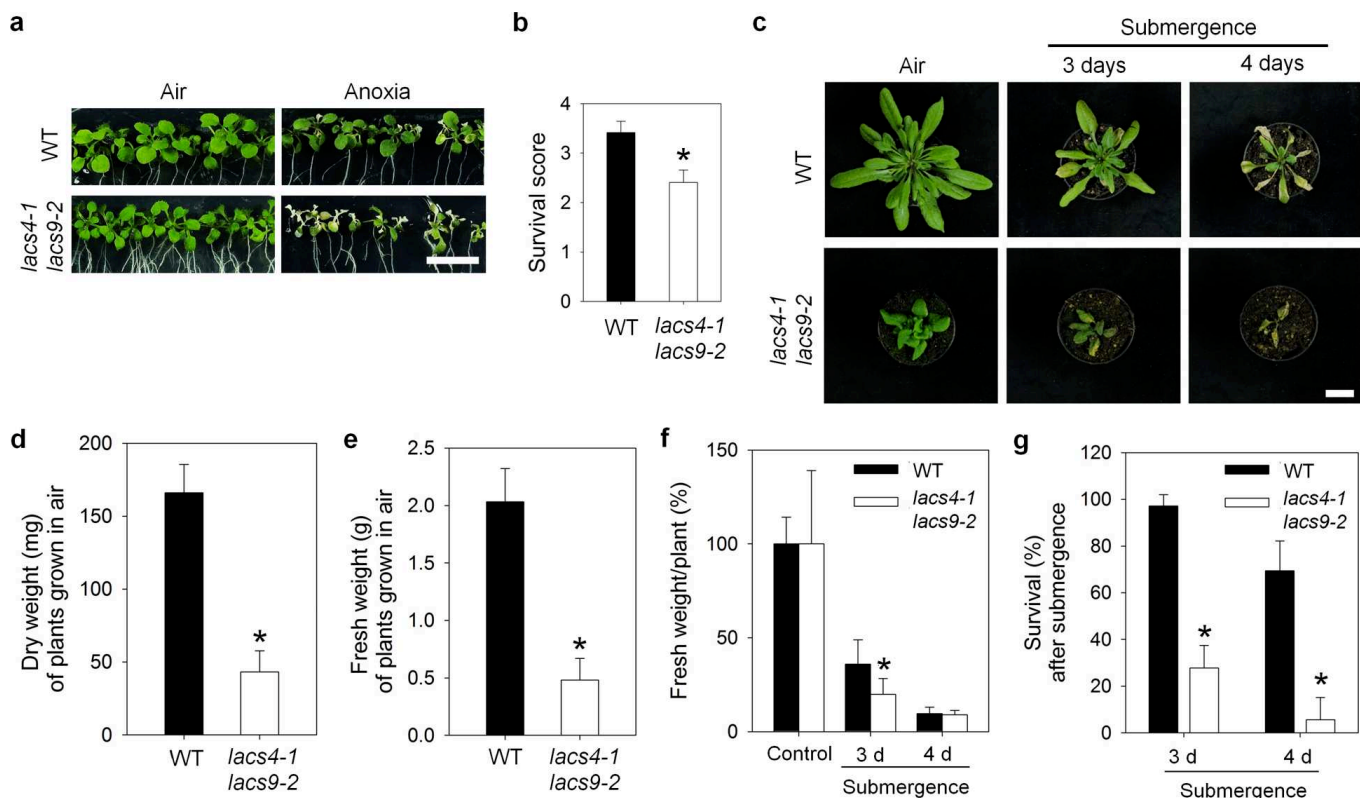 a
Air
Anoxia
WT
lacs4-1
lacs9-2
b
Survival score
4
3
2
1
0
*
WT
lacs4-1
lacs9-2
c
Submergence
Air
3 days
4 days
WT
lacs4-1
lacs9-2
d
Dry weight (mg)
of plants grown in air
200
150
100
50
0
*
WT
lacs4-1
lacs9-2
e
Fresh weight (g)
of plants grown in air
2.5
2.0
1.5
1.0
0.5
0.0
*
WT
lacs4-1
lacs9-2
f
Fresh weight/plant (%)
150
100
50
0
WT
lacs4-1
lacs9-2
*
Control
3 d
4 d
Submergence
g
Survival (%)
after submergence
120
100
80
60
40
20
0
WT
lacs4-1
lacs9-2
*
*
3 d
4 d
Submergence